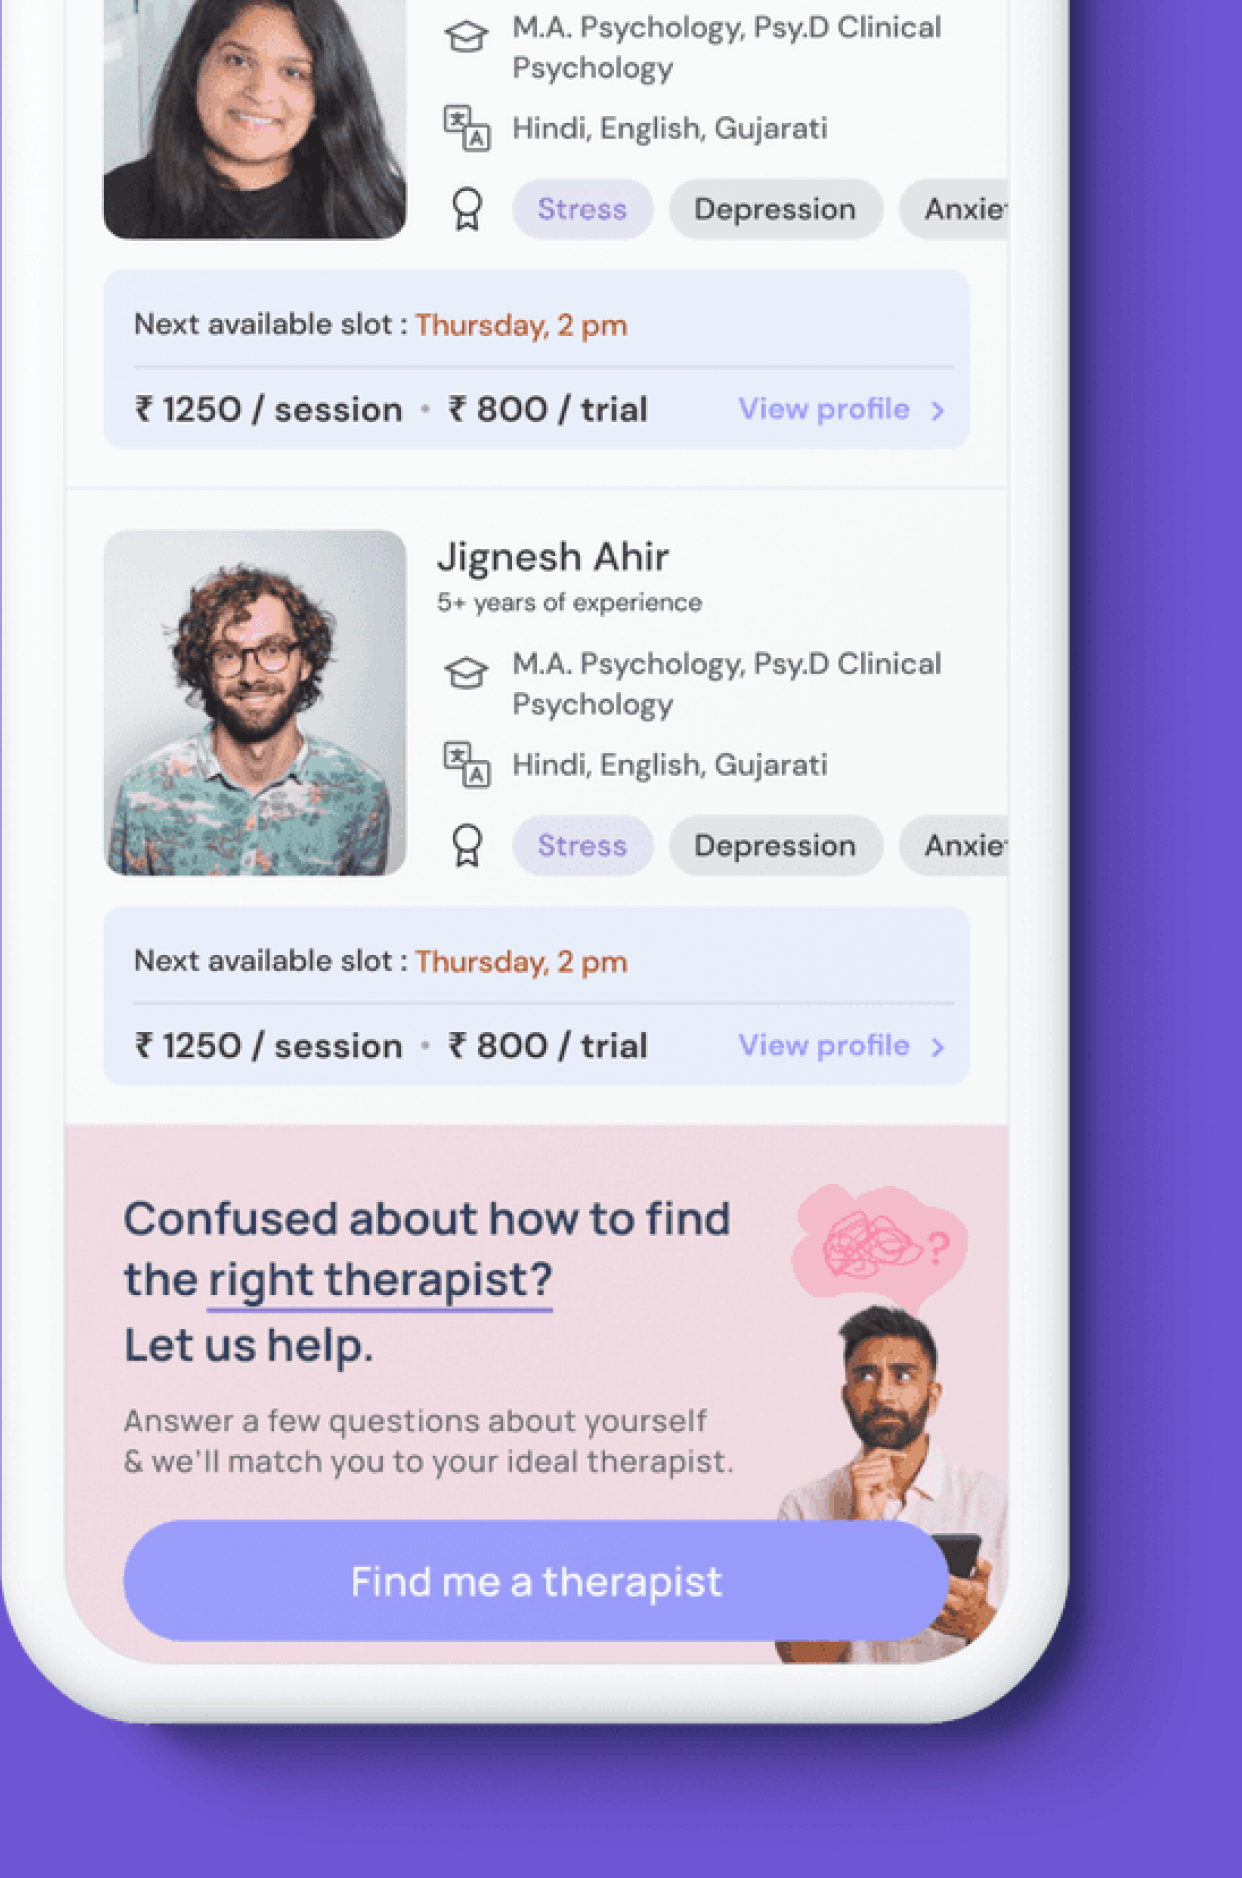 M.A. Psychology, Psy.D Clinical
Psychology
Hindi, English, Gujarati
Stress Depression
Next available slot : Thursday, 2 pm
₹ 1250 / session • ₹ 800 / trial View profile >
Jignesh Ahir
5+ years of experience
M.A. Psychology, Psy.D Clinical
Psychology
Hindi, English, Gujarati
Stress Depression
Next available slot : Thursday, 2 pm
₹ 1250 / session • ₹ 800 / trial View profile >
Confused about how to find
the right therapist?
Let us help.
?
Answer a few questions about yourself
& we'll match you to your ideal therapist.
Find me a therapist